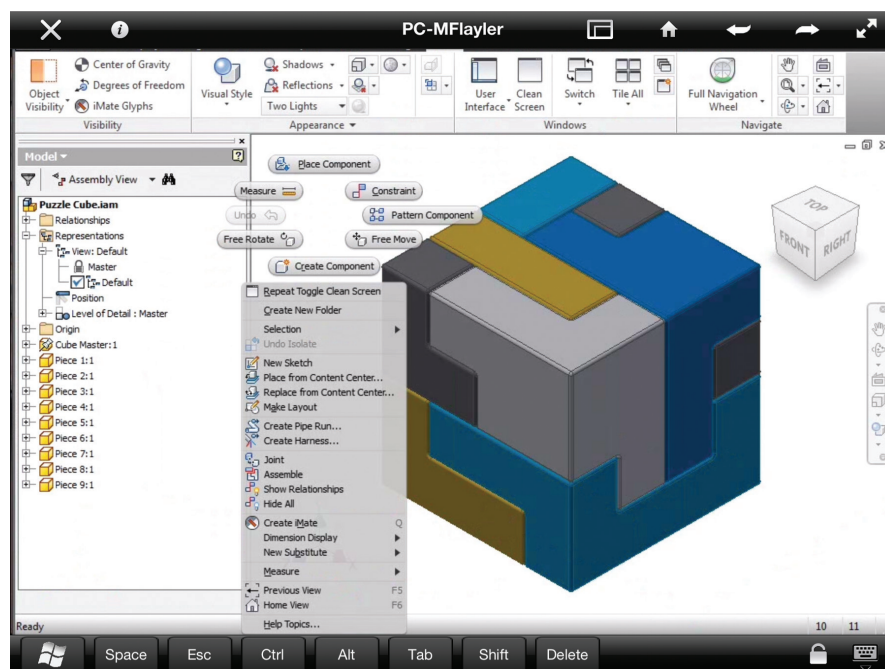 PC-MFlayler
Object Visibility
Center of Gravity
Degrees of Freedom
iMate Glyphs
Visibility
Visual Style
Shadows
Reflections
Two Lights
Appearance
User Interface
Clean Screen
Switch
Tile All
Windows
Full Navigation Wheel
Navigate
Model
Assembly View
Puzzle Cube.iam
Relationships
Representations
View: Default
Master
Default
Position
Level of Detail : Master
Origin
Cube Master:1
Piece 1:1
Piece 2:1
Piece 3:1
Piece 4:1
Piece 5:1
Piece 6:1
Piece 7:1
Piece 8:1
Piece 9:1
Place Component
Measure
Constraint
Undo
Pattern Component
Free Rotate
Free Move
Create Component
Repeat Toggle Clean Screen
Create New Folder
Selection
Undo Isolate
New Sketch
Place from Content Center...
Replace from Content Center...
Make Layout
Create Pipe Run...
Create Harness...
Joint
Assemble
Show Relationships
Hide All
Create iMate Q
Dimension Display
New Substitute
Measure
Previous View F5
Home View F6
Help Topics...
TOP
FRONT
RIGHT
Ready
10 11
Space Esc Ctrl Alt Tab Shift Delete